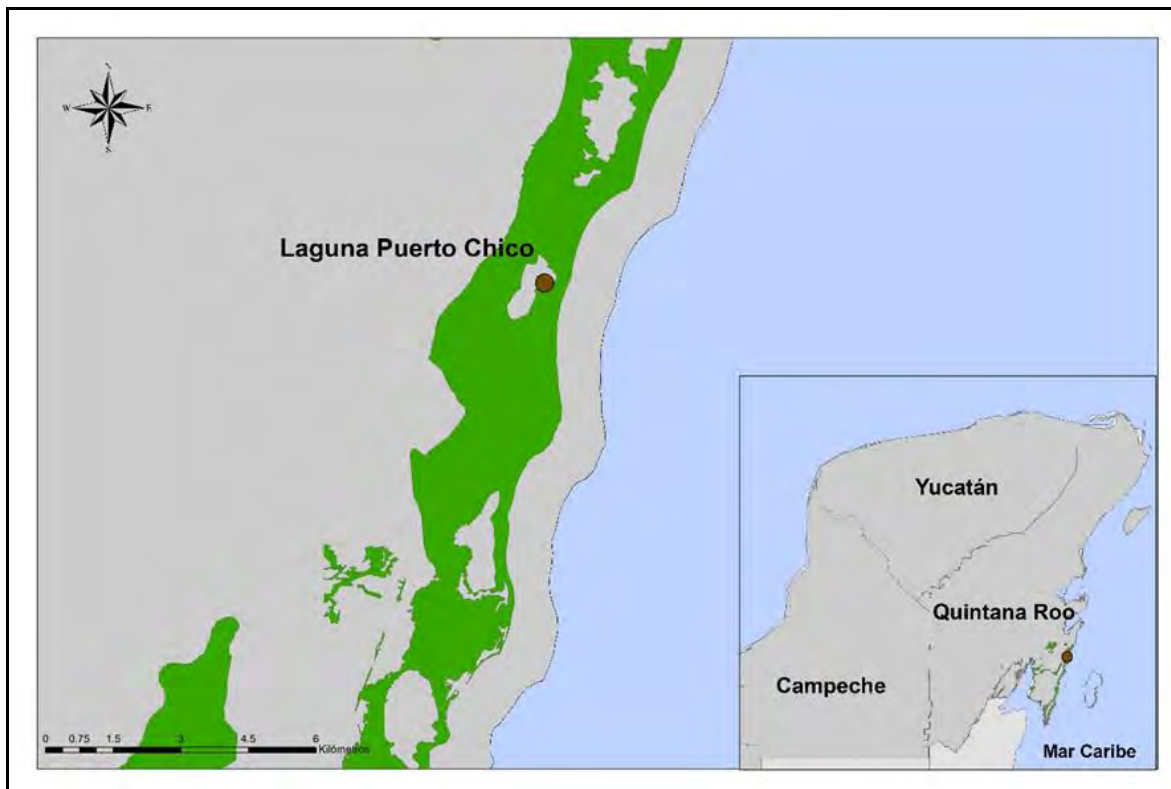 N
W E
S
Laguna Puerto Chico
0 0.75 1.5 3 4.5 6
Kilómetros
Yucatán
Quintana Roo
Campeche
Mar Caribe